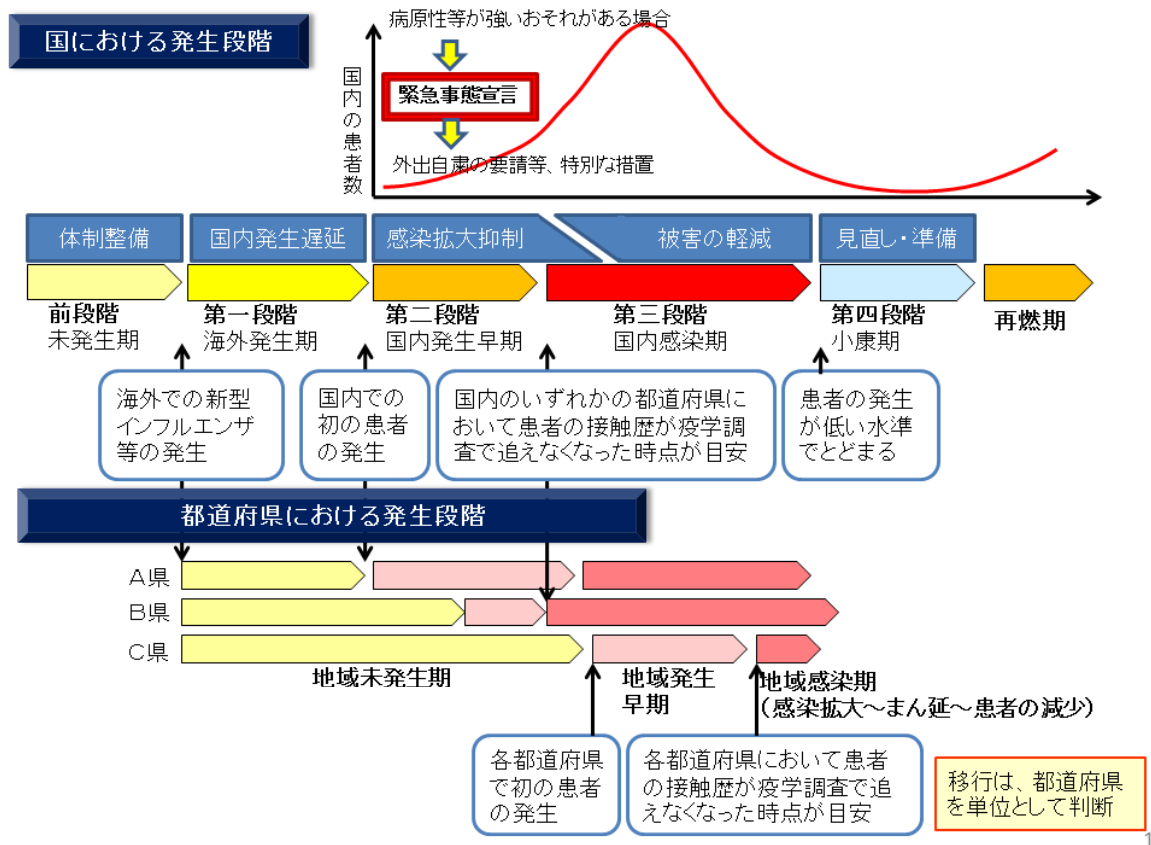 国における発生段階
病原性等が強いおそれがある場合
国内の患者数
緊急事態宣言
外出自粛の要請等、特別な措置
体制整備
国内発生遅延
感染拡大抑制
被害の軽減
見直し・準備
前段階
未発生期
第一段階
海外発生期
第二段階
国内発生早期
第三段階
国内感染期
第四段階
小康期
再燃期
海外での新型
インフルエンザ
等の発生
国内での
初の患者
の発生
国内のいずれかの都道府県に
おいて患者の接触歴が疫学調
査で追えなくなった時点が目安
患者の発生
が低い水準
でとどまる
都道府県における発生段階
A県
B県
C県
地域未発生期
地域発生
早期
地域感染期
(感染拡大～まん延～患者の減少)
各都道府県
で初の患者
の発生
各都道府県において患者
の接触歴が疫学調査で追
えなくなった時点が目安
移行は、都道府県
を単位として判断
1